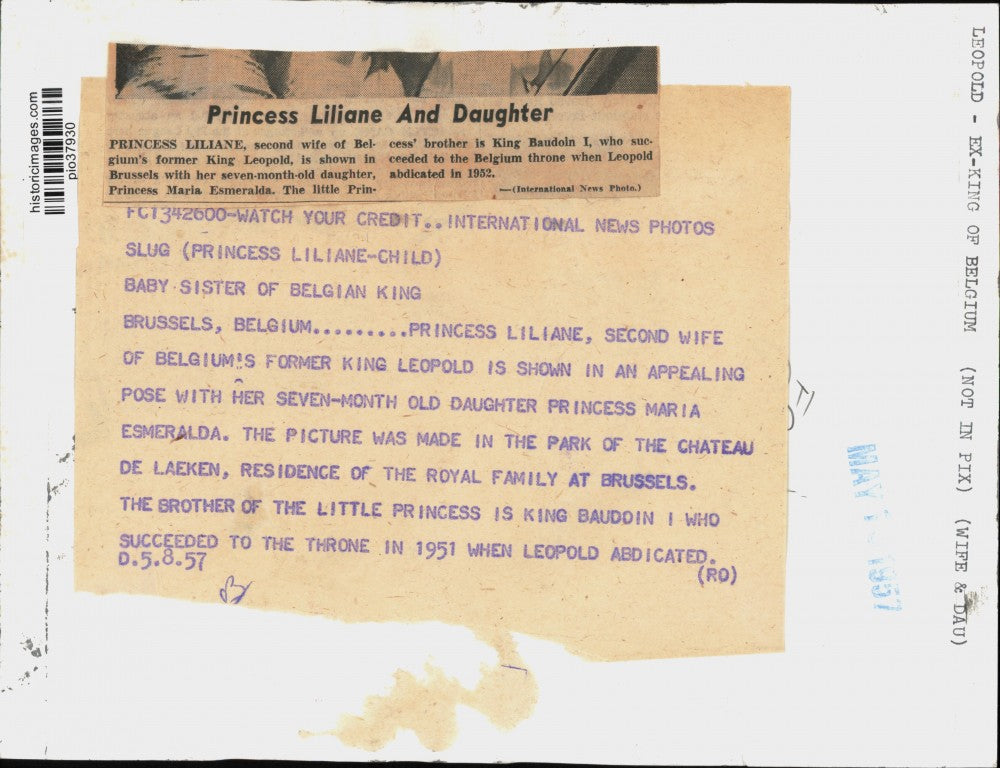 Princess Liliane And Daughter
PRINCESS LILIANE, second wife of Bel-
gium's former King Leopold, is shown in
Brussels with her seven-month-old daughter,
Princess Maria Esmeralda. The little Prin-
cess' brother is King Baudoin I, who suc-
ceeded to the Belgium throne when Leopold
abdicated in 1952.
—(International News Photo.)
FC1342600-WATCH YOUR CREDIT..INTERNATIONAL NEWS PHOTOS
SLUG (PRINCESS LILIANE-CHILD)
BABY SISTER OF BELGIAN KING
BRUSSELS, BELGIUM.........PRINCESS LILIANE, SECOND WIFE
OF BELGIUM'S FORMER KING LEOPOLD IS SHOWN IN AN APPEALING
POSE WITH HER SEVEN-MONTH OLD DAUGHTER PRINCESS MARIA
ESMERALDA. THE PICTURE WAS MADE IN THE PARK OF THE CHATEAU
DE LAEKEN, RESIDENCE OF THE ROYAL FAMILY AT BRUSSELS.
THE BROTHER OF THE LITTLE PRINCESS IS KING BAUDOIN I WHO
SUCCEEDED TO THE THRONE IN 1951 WHEN LEOPOLD ABDICATED.
D.5.8.57
(RO)
historicimages.com
pio37930
LEOPOLD - EX-KING OF BELGIUM (NOT IN PIX) (WIFE & DAU)
MAY 1957